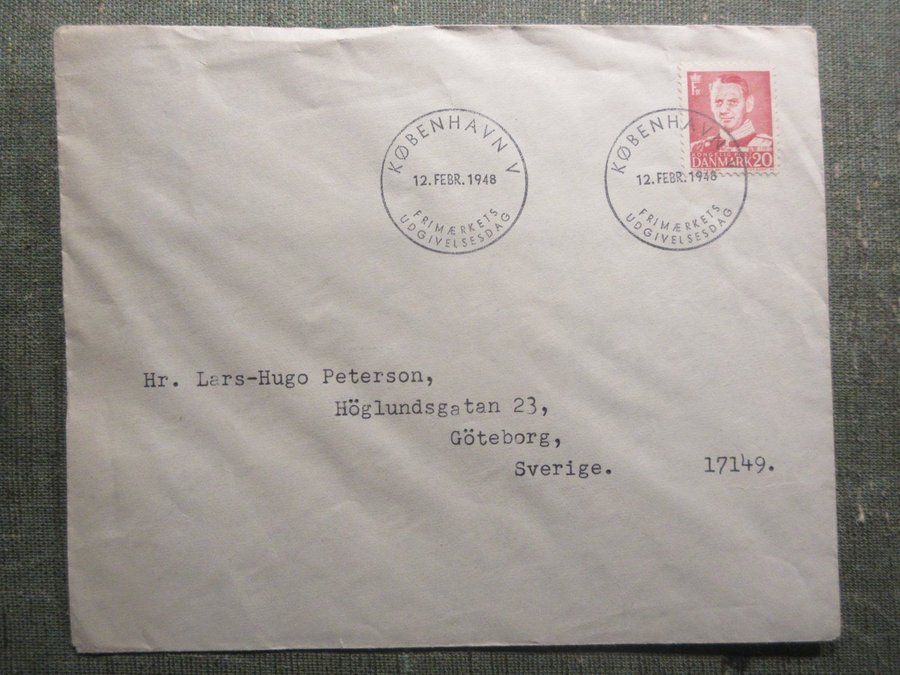 KØBENHAVN V
12. FEBR. 1948
FRIMÆRKETS
UDGIVELSESDAG
KØBENHAVN V
12. FEBR. 1948
FRIMÆRKETS
UDGIVELSESDAG
DANMARK 20
Hr. Lars-Hugo Peterson,
Höglundsgatan 23,
Göteborg,
Sverige. 17149.